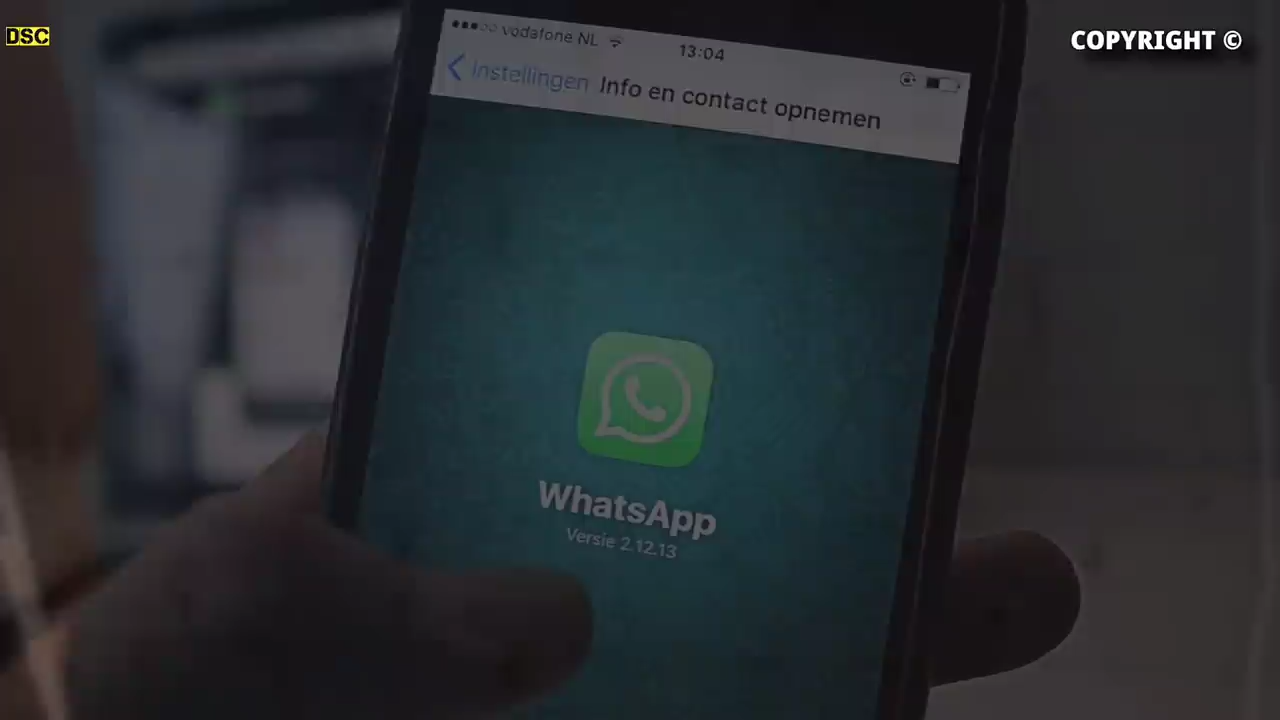 DSC
COPYRIGHT ©
vodafone NL
13:04
Instellingen
Info en contact opnemen
WhatsApp
Versie 2.12.13